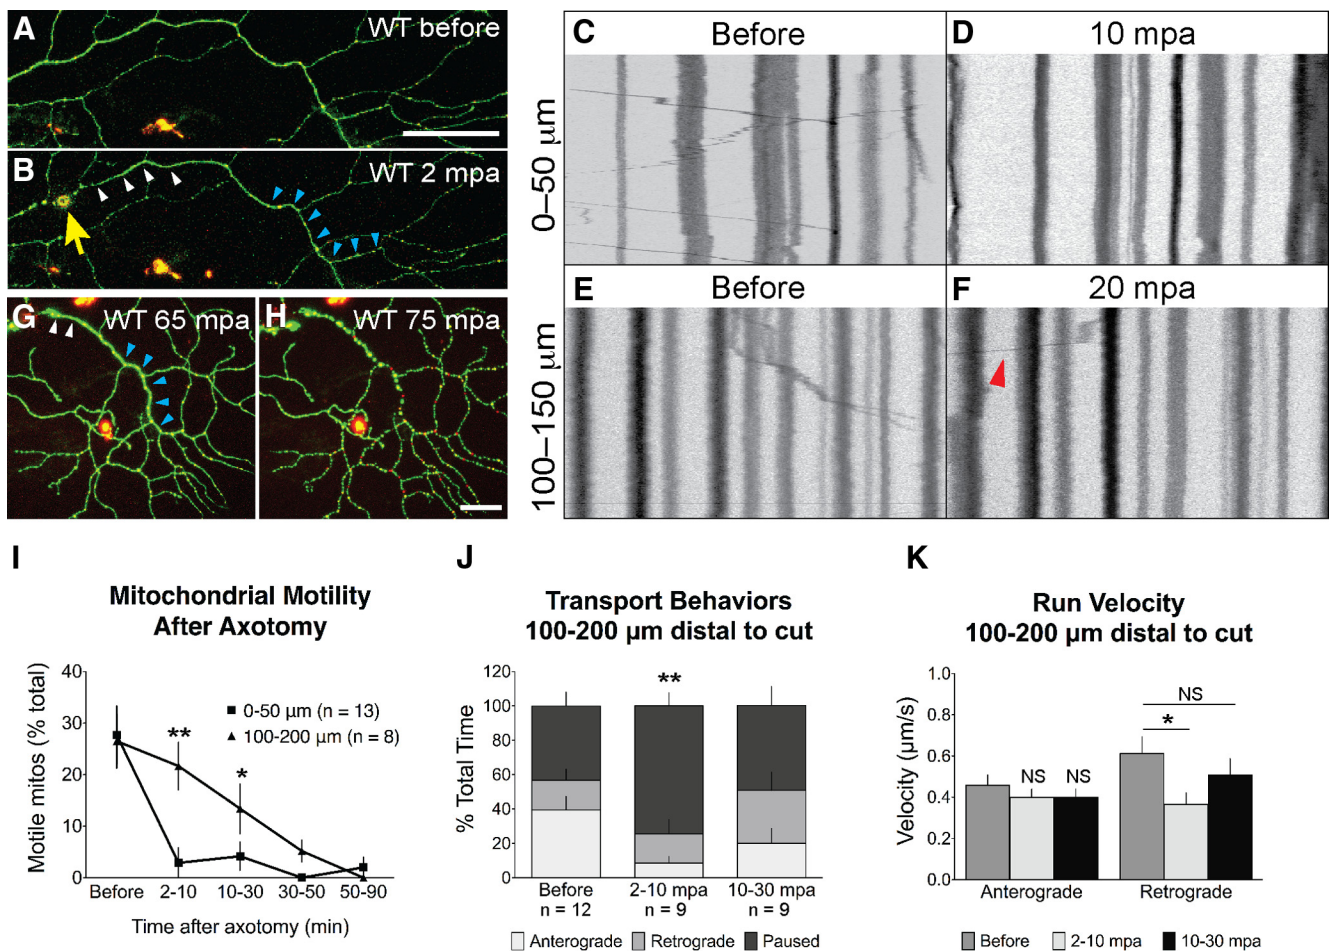 A
WT before
B
WT 2 mpa
G
WT 65 mpa
H
WT 75 mpa
C
Before
D
10 mpa
0–50 μm
E
Before
F
20 mpa
100–150 μm
I
Mitochondrial Motility
After Axotomy
Motile mitos (% total)
40
30
20
10
0
0-50 μm (n = 13)
100-200 μm (n = 8)
**
*
Before
2-10
10-30
30-50
50-90
Time after axotomy (min)
J
Transport Behaviors
100-200 μm distal to cut
% Total Time
120
100
80
60
40
20
0
**
Before
n = 12
2-10 mpa
n = 9
10-30 mpa
n = 9
Anterograde
Retrograde
Paused
K
Run Velocity
100-200 μm distal to cut
Velocity (μm/s)
1.0
0.8
0.6
0.4
0.2
0.0
NS
NS
NS
*
Anterograde
Retrograde
Before
2-10 mpa
10-30 mpa